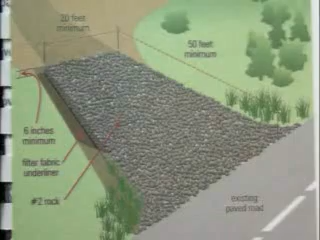 20 feet
minimum
50 feet
minimum
6 inches
minimum
filter fabric
underliner
#2 rock
existing
paved road